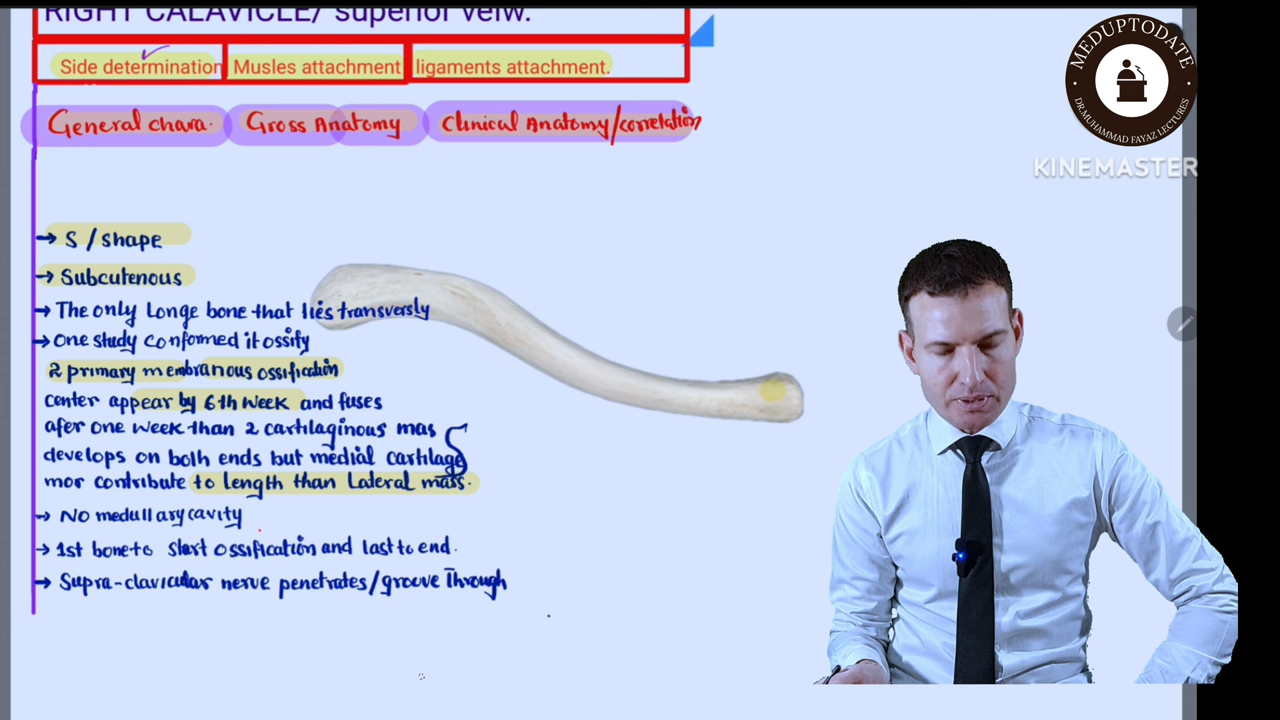 RIGHT CALAVICLE/ superior veiw.
Side determination Musles attachment ligaments attachment.
General chara. Gross Anatomy Clinical Anatomy/correlation
→ S/shape
→ Subcutenous
→ The only Longe bone that lies transversly
→ One study conformed it ossify
2 primary membranous ossification
center appear by 6th week and fuses
afer one week than 2 cartilaginous mas
develops on both ends but medial cartilage
mor contribute to length than Lateral mass.
→ No medullary cavity
→ 1st bone to start ossification and last to end.
→ Supra-clavicular nerve penetrates/groove Through
MEDUPTODATE
DR.MUHAMMAD FAYAZ LECTURES
KINEMASTER